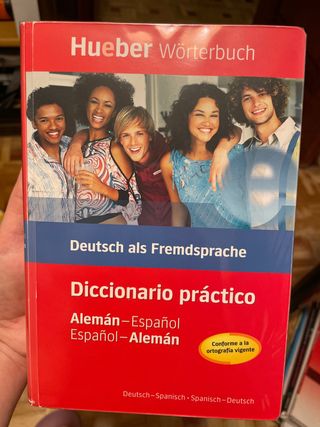 Hueber Wörterbuch
Deutsch als Fremdsprache
Diccionario práctico
Alemán–Español
Español–Alemán
Conforme a la
ortografía vigente
Deutsch–Spanisch • Spanisch–Deutsch